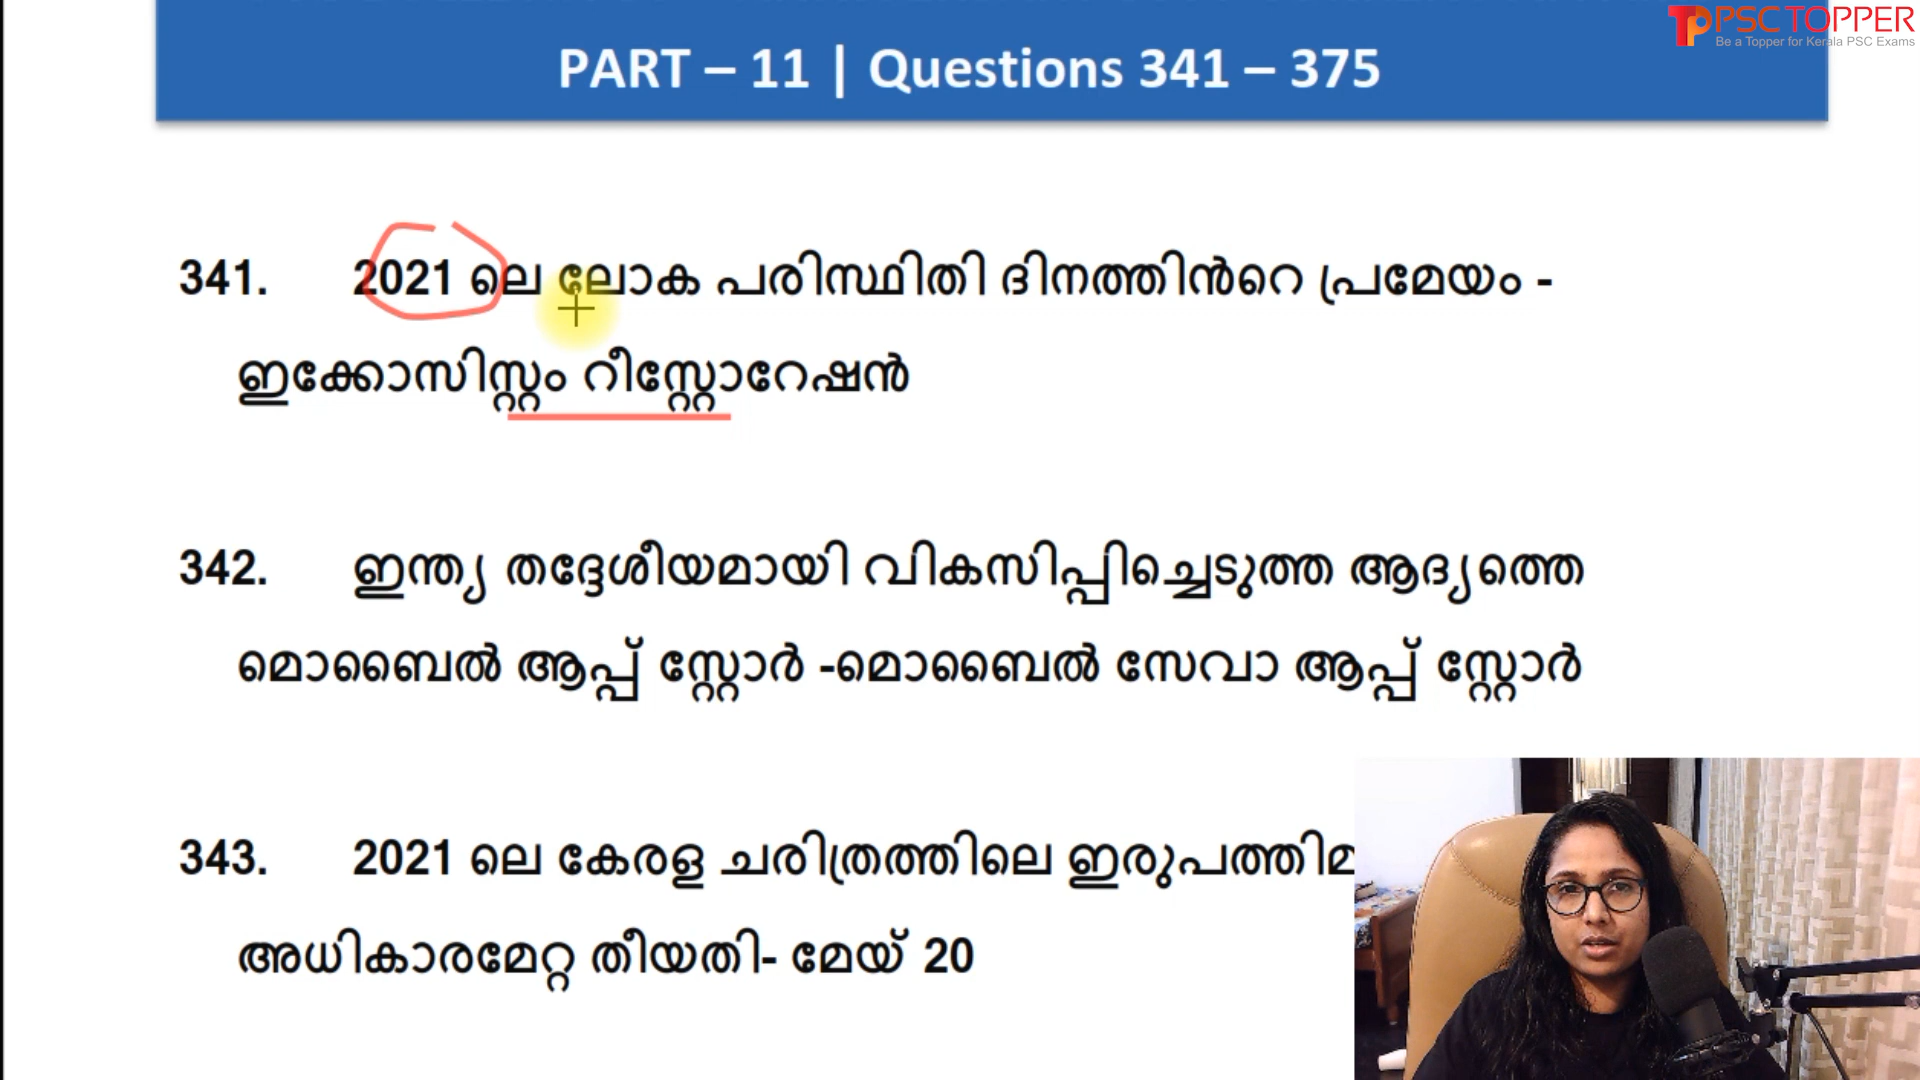 PSC TOPPER
Be a Topper for Kerala PSC Exams
PART – 11 | Questions 341 – 375
341. 2021 ലെ ലോക പരിസ്ഥിതി ദിനത്തിൻറെ പ്രമേയം -
ഇക്കോസിസ്റ്റം റീസ്റ്റോറേഷൻ
342. ഇന്ത്യ തദ്ദേശീയമായി വികസിപ്പിച്ചെടുത്ത ആദ്യത്തെ
മൊബൈൽ ആപ്പ് സ്റ്റോർ -മൊബൈൽ സേവാ ആപ്പ് സ്റ്റോർ
343. 2021 ലെ കേരള ചരിത്രത്തിലെ
അധികാരമേറ്റ തീയതി- മേയ് 20